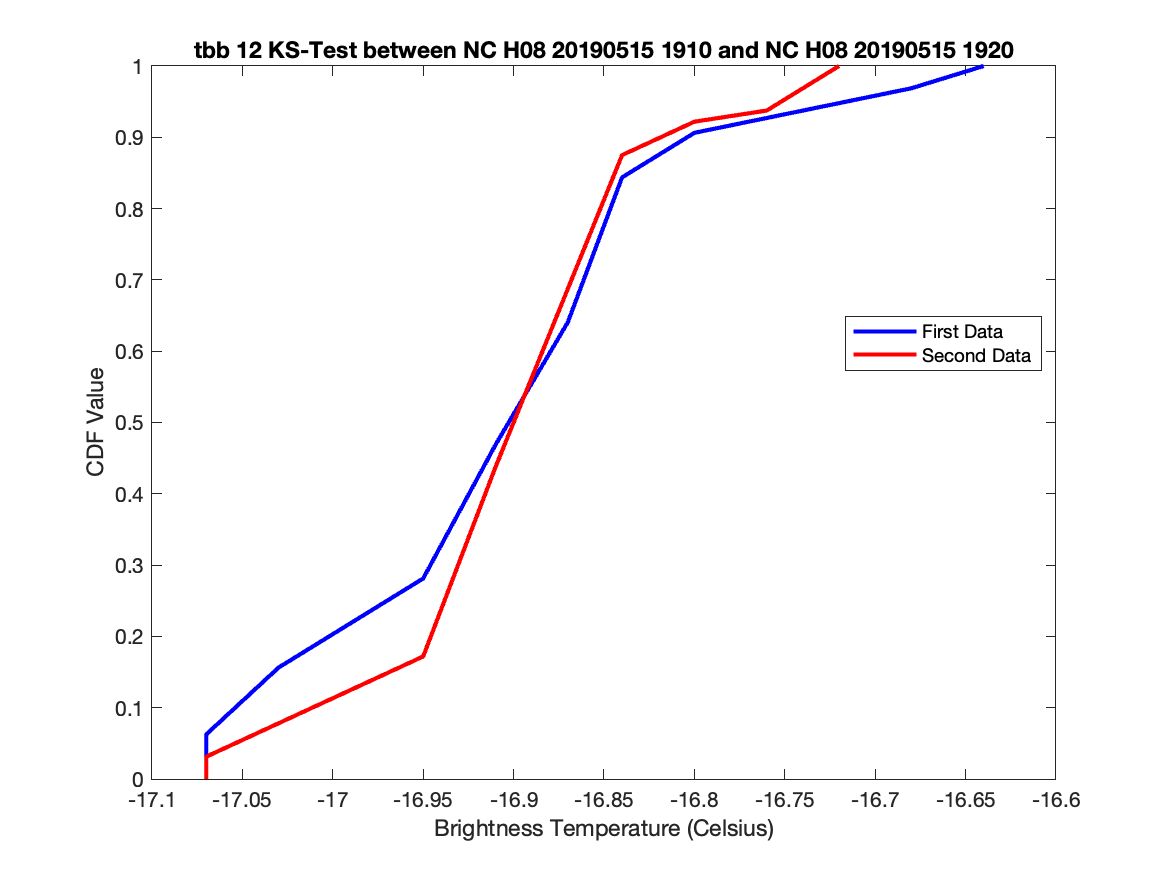 tbb 12 KS-Test between NC H08 20190515 1910 and NC H08 20190515 1920
1
0.9
0.8
0.7
0.6
0.5
0.4
0.3
0.2
0.1
0
CDF Value
First Data
Second Data
-17.1 -17.05 -17 -16.95 -16.9 -16.85 -16.8 -16.75 -16.7 -16.65 -16.6
Brightness Temperature (Celsius)